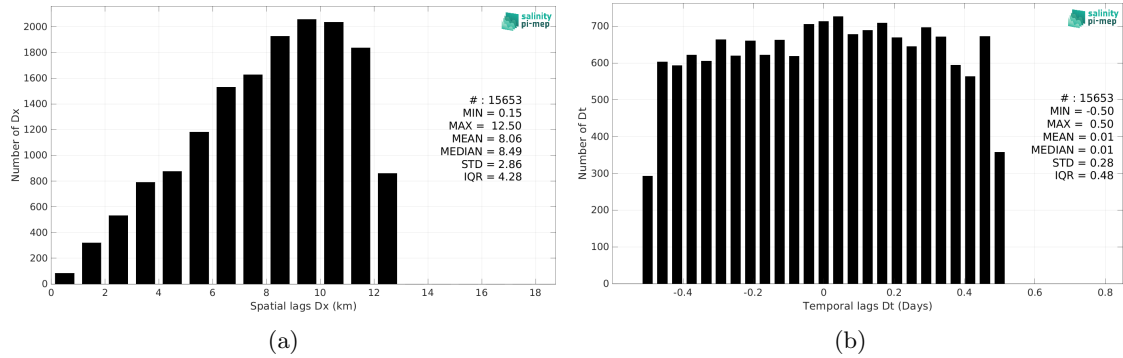 salinity
pi-mep
Number of Dx
2000
1800
1600
1400
1200
1000
800
600
400
200
0
# : 15653
MIN = 0.15
MAX = 12.50
MEAN = 8.06
MEDIAN = 8.49
STD = 2.86
IQR = 4.28
0 2 4 6 8 10 12 14 16 18
Spatial lags Dx (km)
(a)
salinity
pi-mep
Number of Dt
700
600
500
400
300
200
100
0
# : 15653
MIN = -0.50
MAX = 0.50
MEAN = 0.01
MEDIAN = 0.01
STD = 0.28
IQR = 0.48
-0.4 -0.2 0 0.2 0.4 0.6 0.8
Temporal lags Dt (Days)
(b)